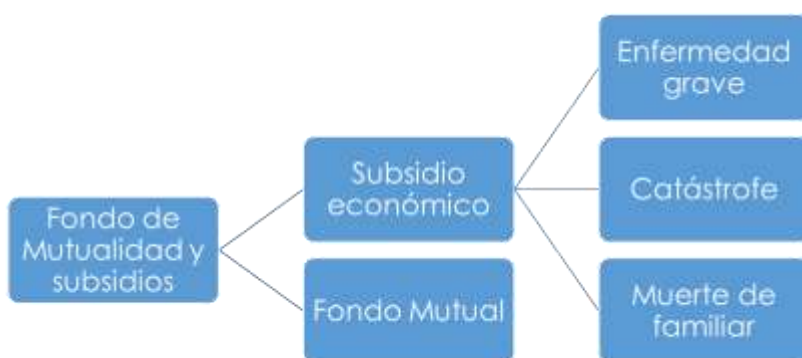 Fondo de
Mutualidad y
subsidios
Subsidio
económico
Fondo Mutual
Enfermedad
grave
Catástrofe
Muerte de
familiar